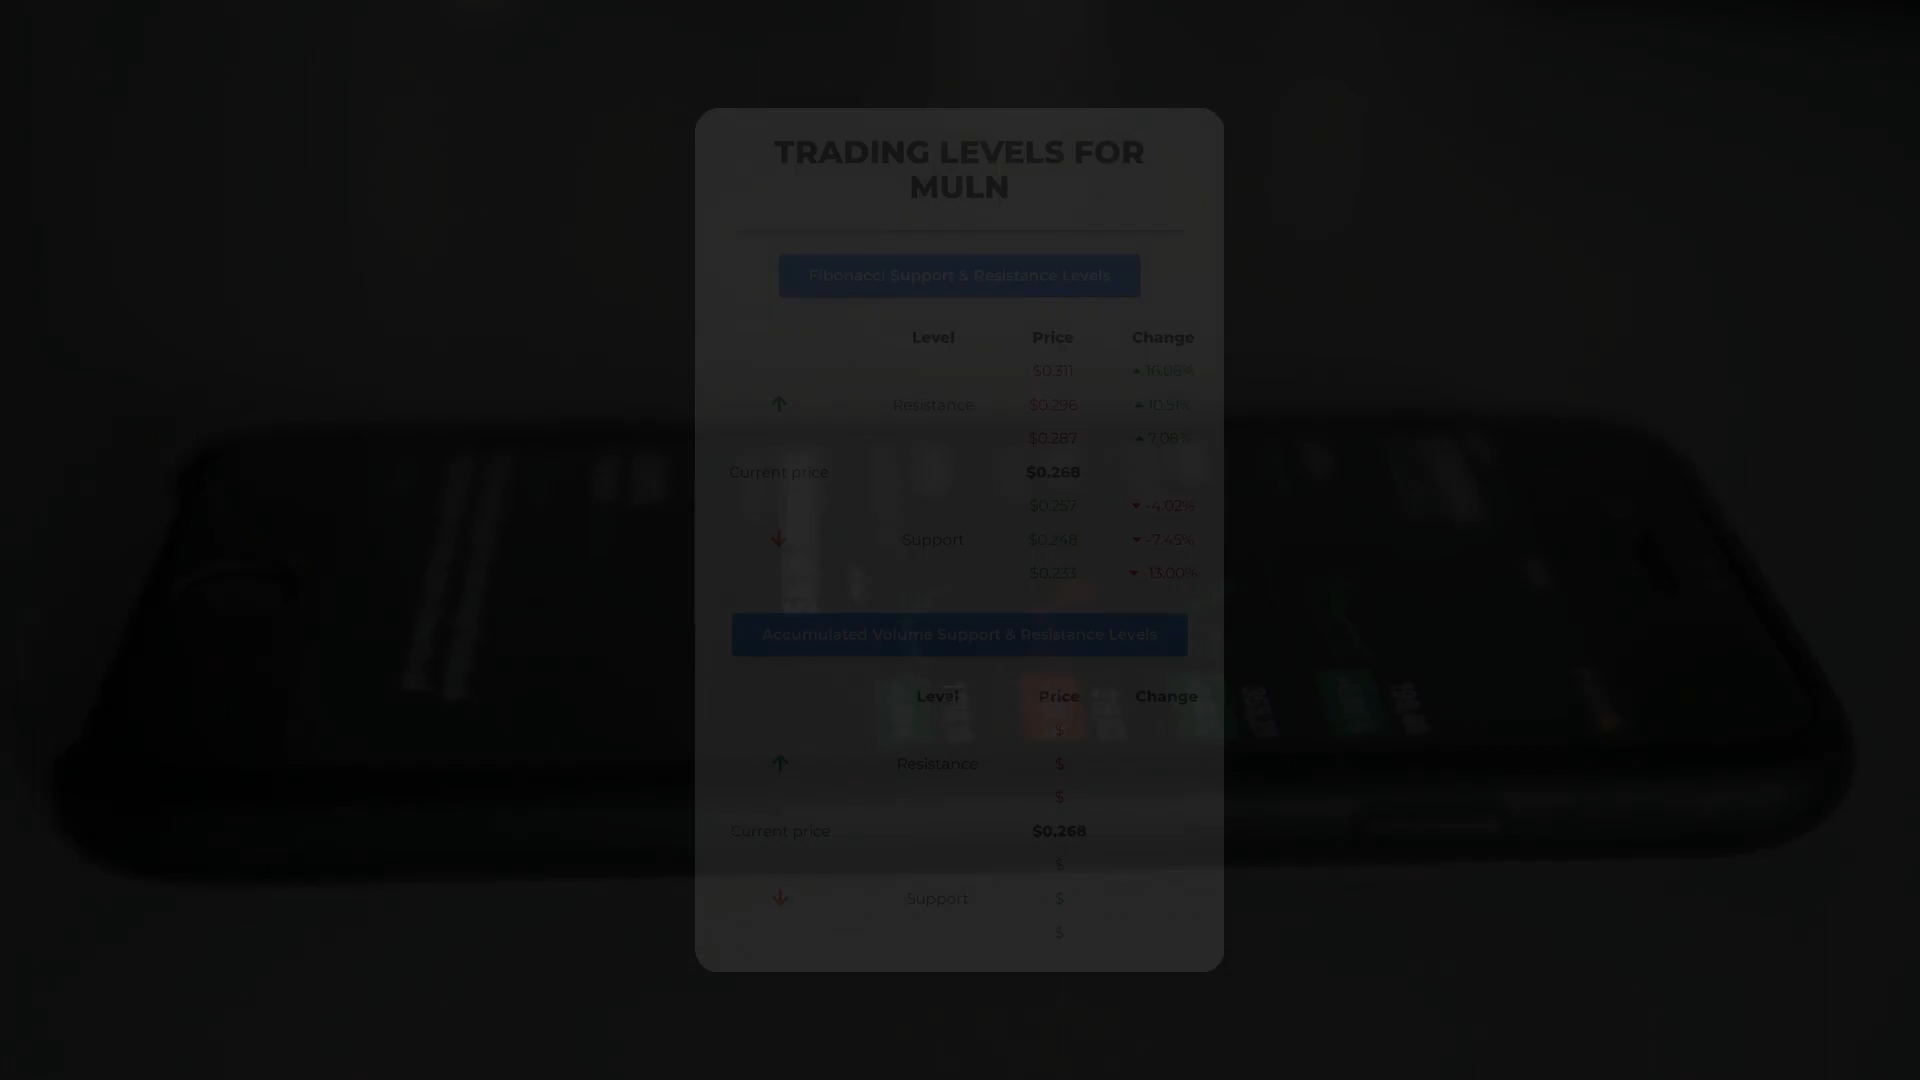 TRADING LEVELS FOR
MULN
Fibonacci Support & Resistance Levels
Level Price Change
$0.311 ▲ 16.08%
↑ Resistance $0.296 ▲ 10.51%
$0.287 ▲ 7.08%
Current price $0.268
$0.257 ▼ -4.02%
↓ Support $0.248 ▼ -7.45%
$0.233 ▼ -13.00%
Accumulated Volume Support & Resistance Levels
Level Price Change
$
↑ Resistance $
$
Current price $0.268
$
↓ Support $
$